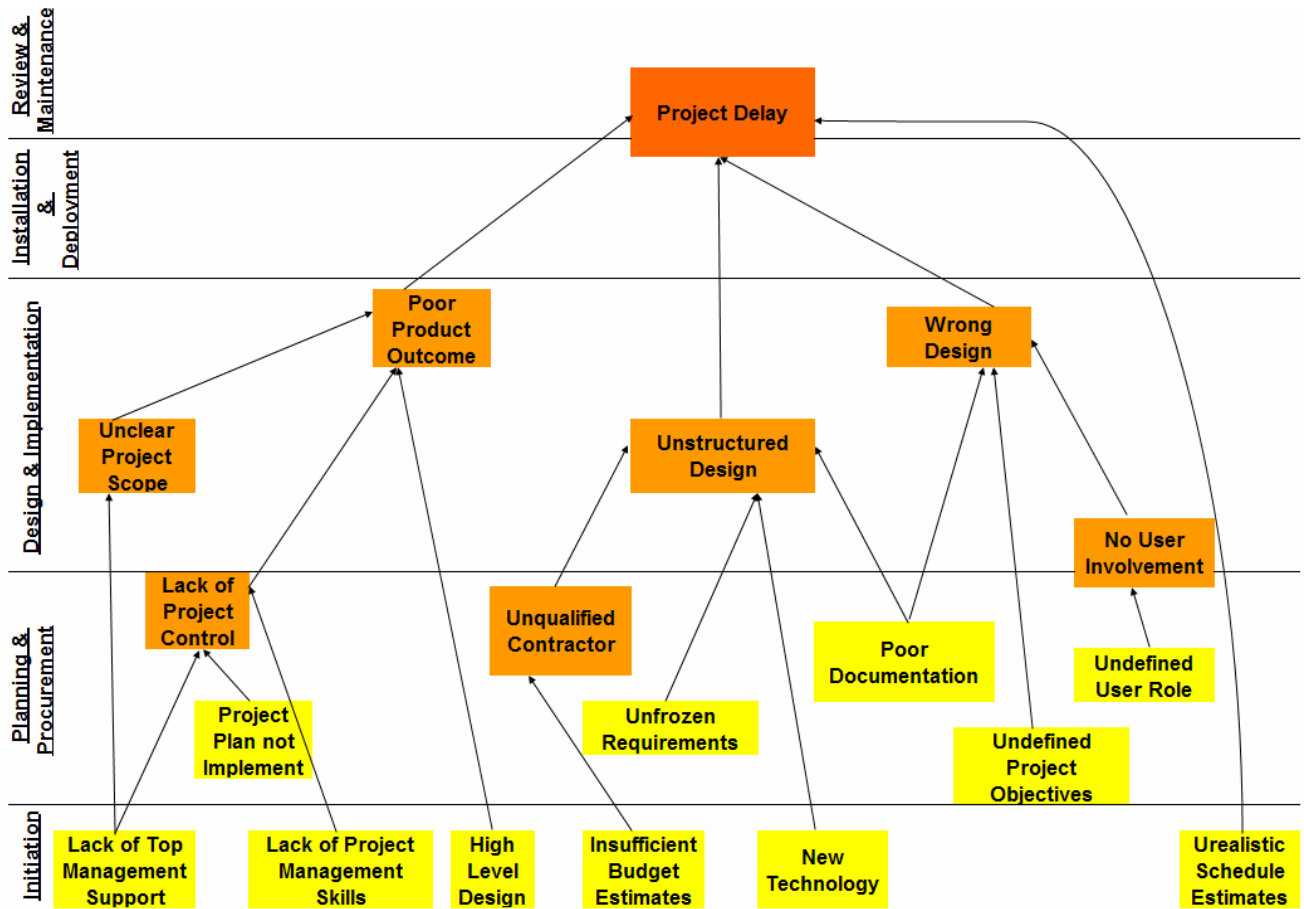 Review &
Maintenance
Project Delay
Installation
&
Deployment
Design & Implementation
Poor
Product
Outcome
Wrong
Design
Unclear
Project
Scope
Unstructured
Design
No User
Involvement
Planning &
Procurement
Lack of
Project
Control
Unqualified
Contractor
Poor
Documentation
Undefined
User Role
Project
Plan not
Implement
Unfrozen
Requirements
Undefined
Project
Objectives
Initiation
Lack of Top
Management
Support
Lack of Project
Management
Skills
High
Level
Design
Insufficient
Budget
Estimates
New
Technology
Urealistic
Schedule
Estimates